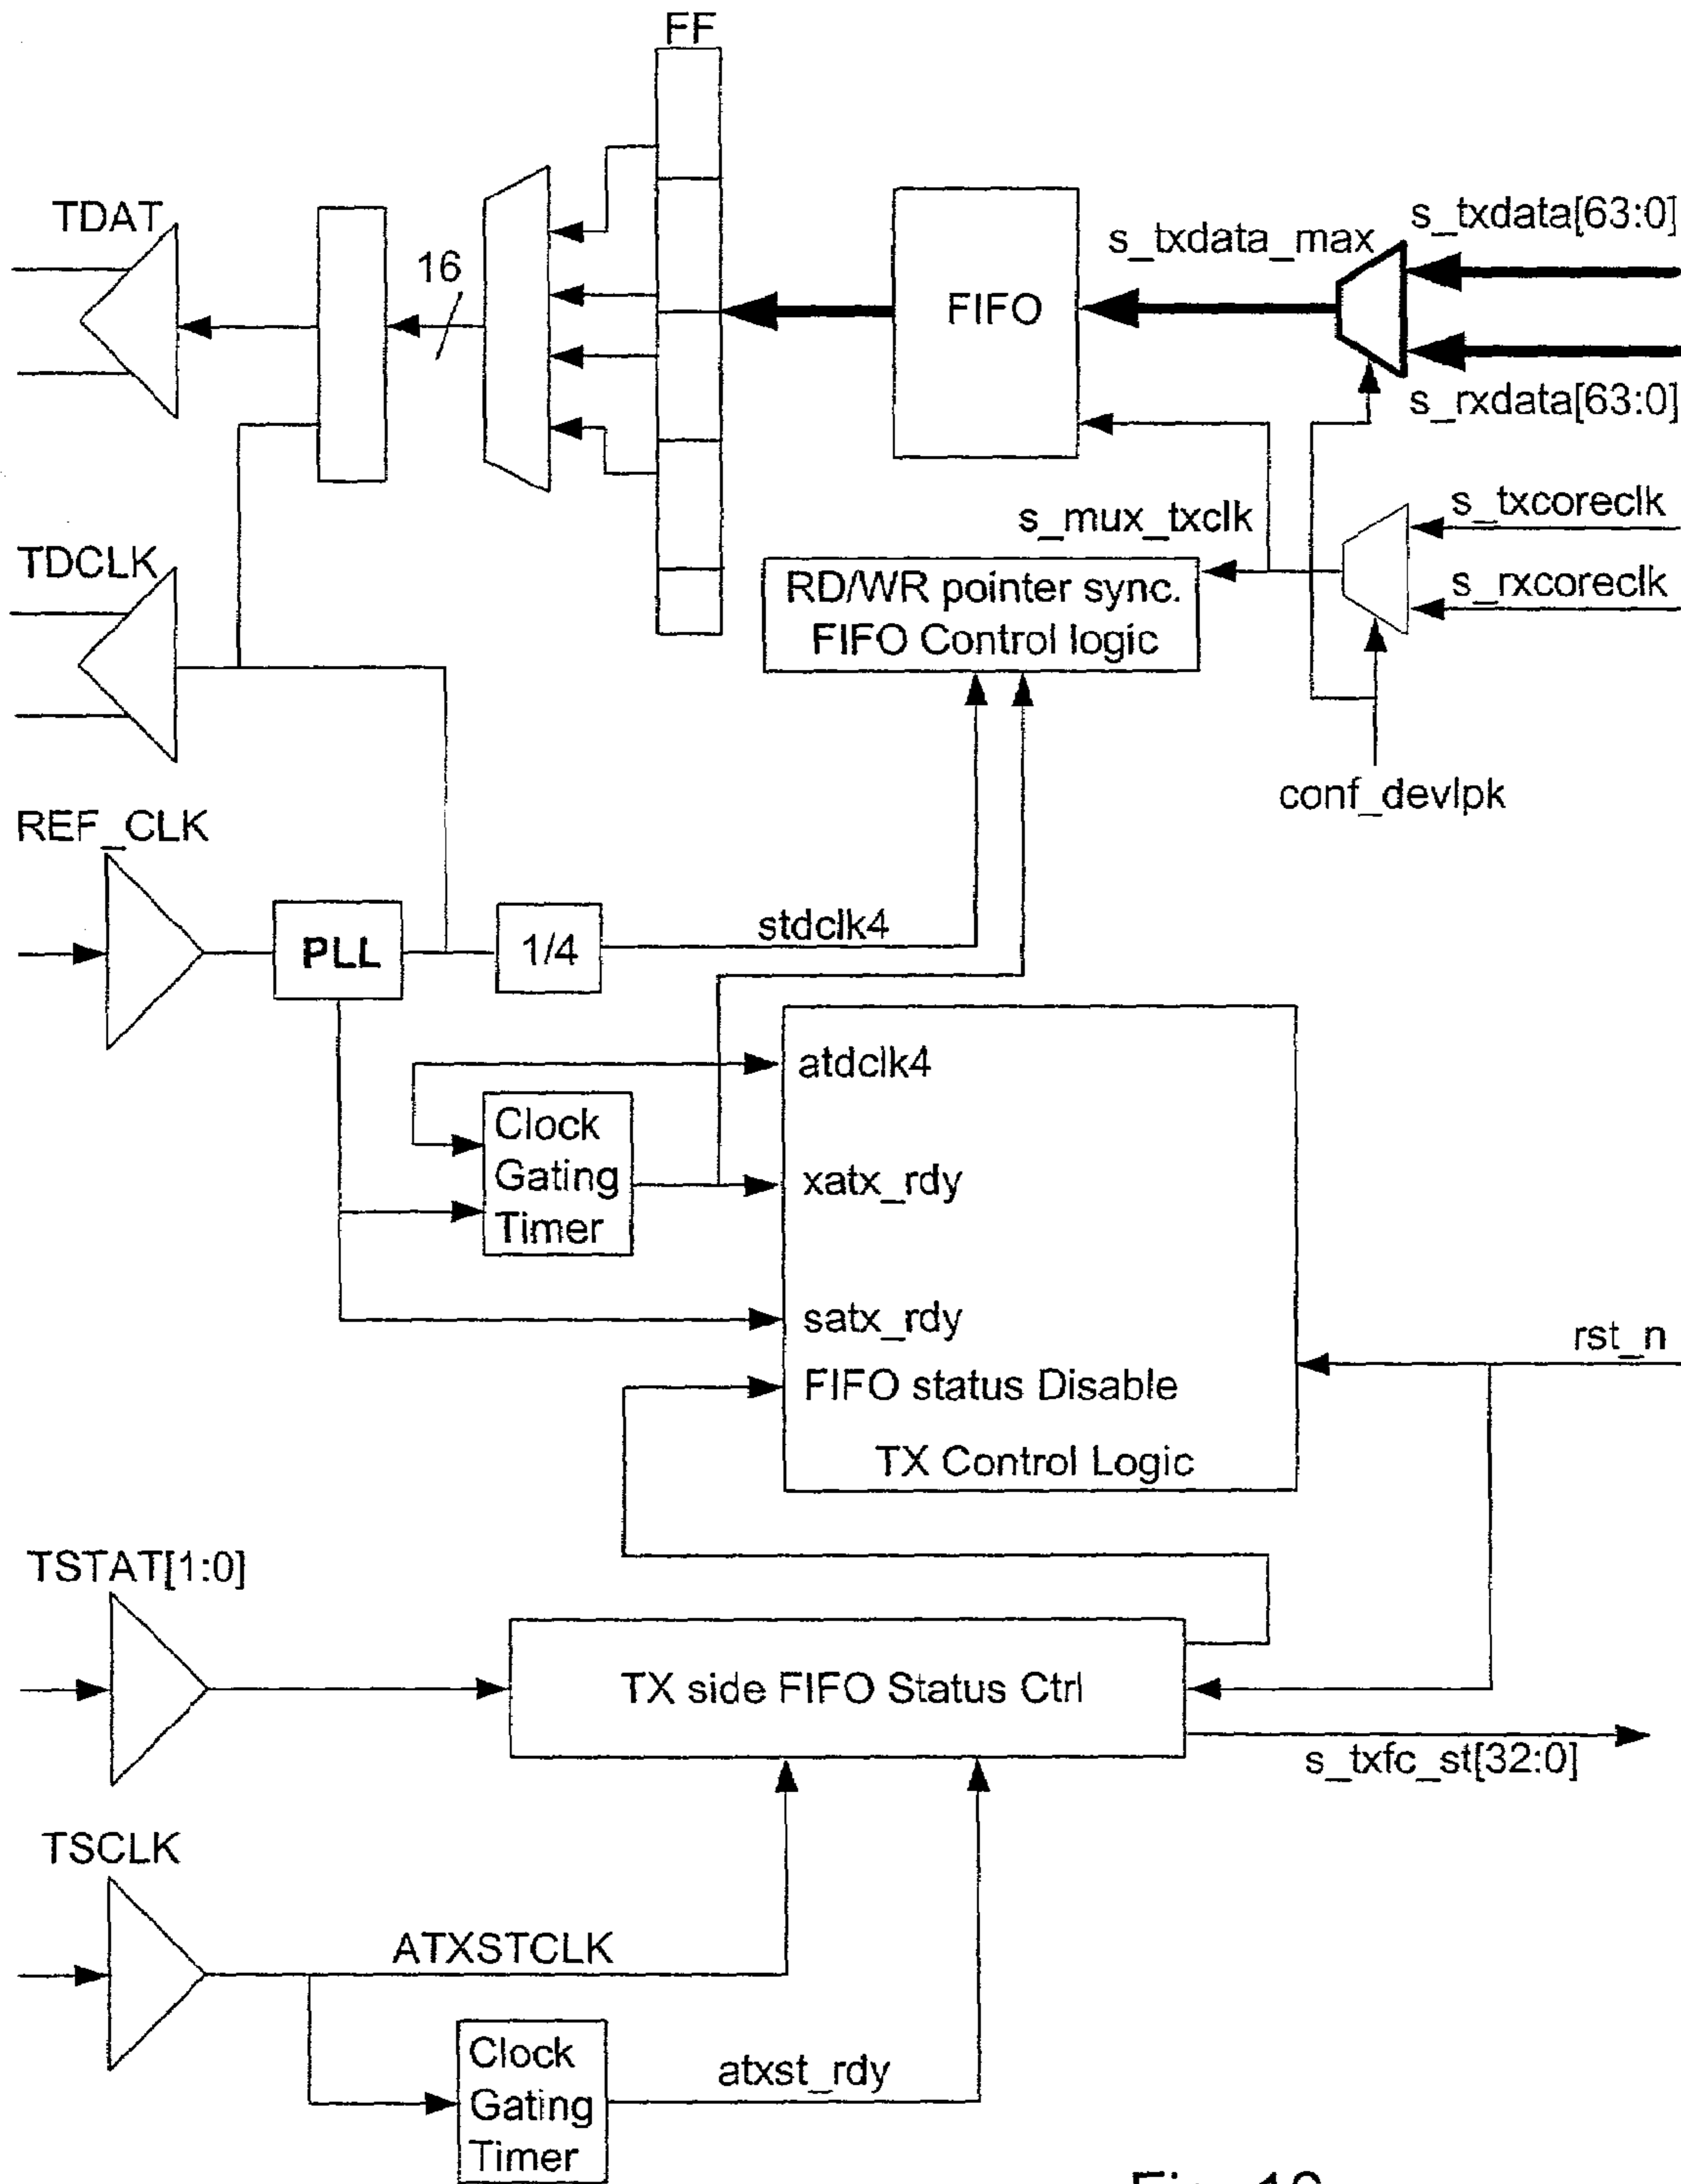 FF
TDAT
16
FIFO
s_txdata_max
s_txdata[63:0]
s_rxdata[63:0]
TDCLK
s_mux_txclk
s_txcoreclk
s_rxcoreclk
RD/WR pointer sync.
FIFO Control logic
conf_devlpk
REF_CLK
PLL
1/4
stdclk4
atdclk4
Clock
Gating
Timer
xatx_rdy
satx_rdy
rst_n
FIFO status Disable
TX Control Logic
TSTAT[1:0]
TX side FIFO Status Ctrl
s_txfc_st[32:0]
TSCLK
ATXSTCLK
Clock
Gating
Timer
atxst_rdy